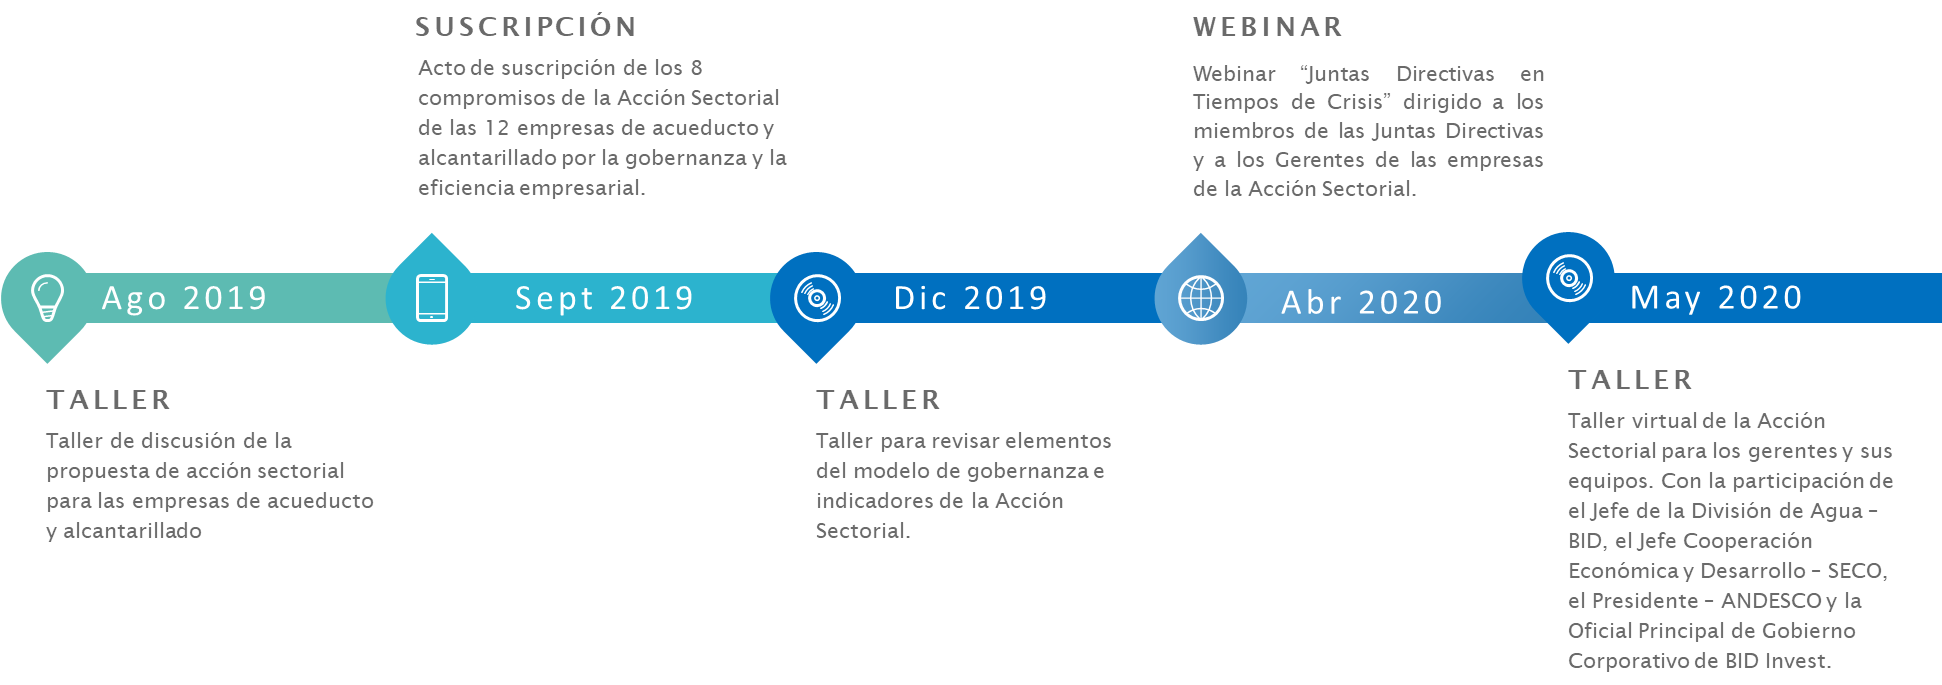 SUSCRIPCIÓN
Acto de suscripción de los 8
compromisos de la Acción Sectorial
de las 12 empresas de acueducto y
alcantarillado por la gobernanza y la
eficiencia empresarial.
WEBINAR
Webinar “Juntas Directivas en
Tiempos de Crisis” dirigido a los
miembros de las Juntas Directivas
y a los Gerentes de las empresas
de la Acción Sectorial.
Ago 2019
Sept 2019
Dic 2019
Abr 2020
May 2020
TALLER
Taller de discusión de la
propuesta de acción sectorial
para las empresas de acueducto
y alcantarillado
TALLER
Taller para revisar elementos
del modelo de gobernanza e
indicadores de la Acción
Sectorial.
TALLER
Taller virtual de la Acción
Sectorial para los gerentes y sus
equipos. Con la participación de
el Jefe de la División de Agua –
BID, el Jefe Cooperación
Económica y Desarrollo – SECO,
el Presidente – ANDESCO y la
Oficial Principal de Gobierno
Corporativo de BID Invest.